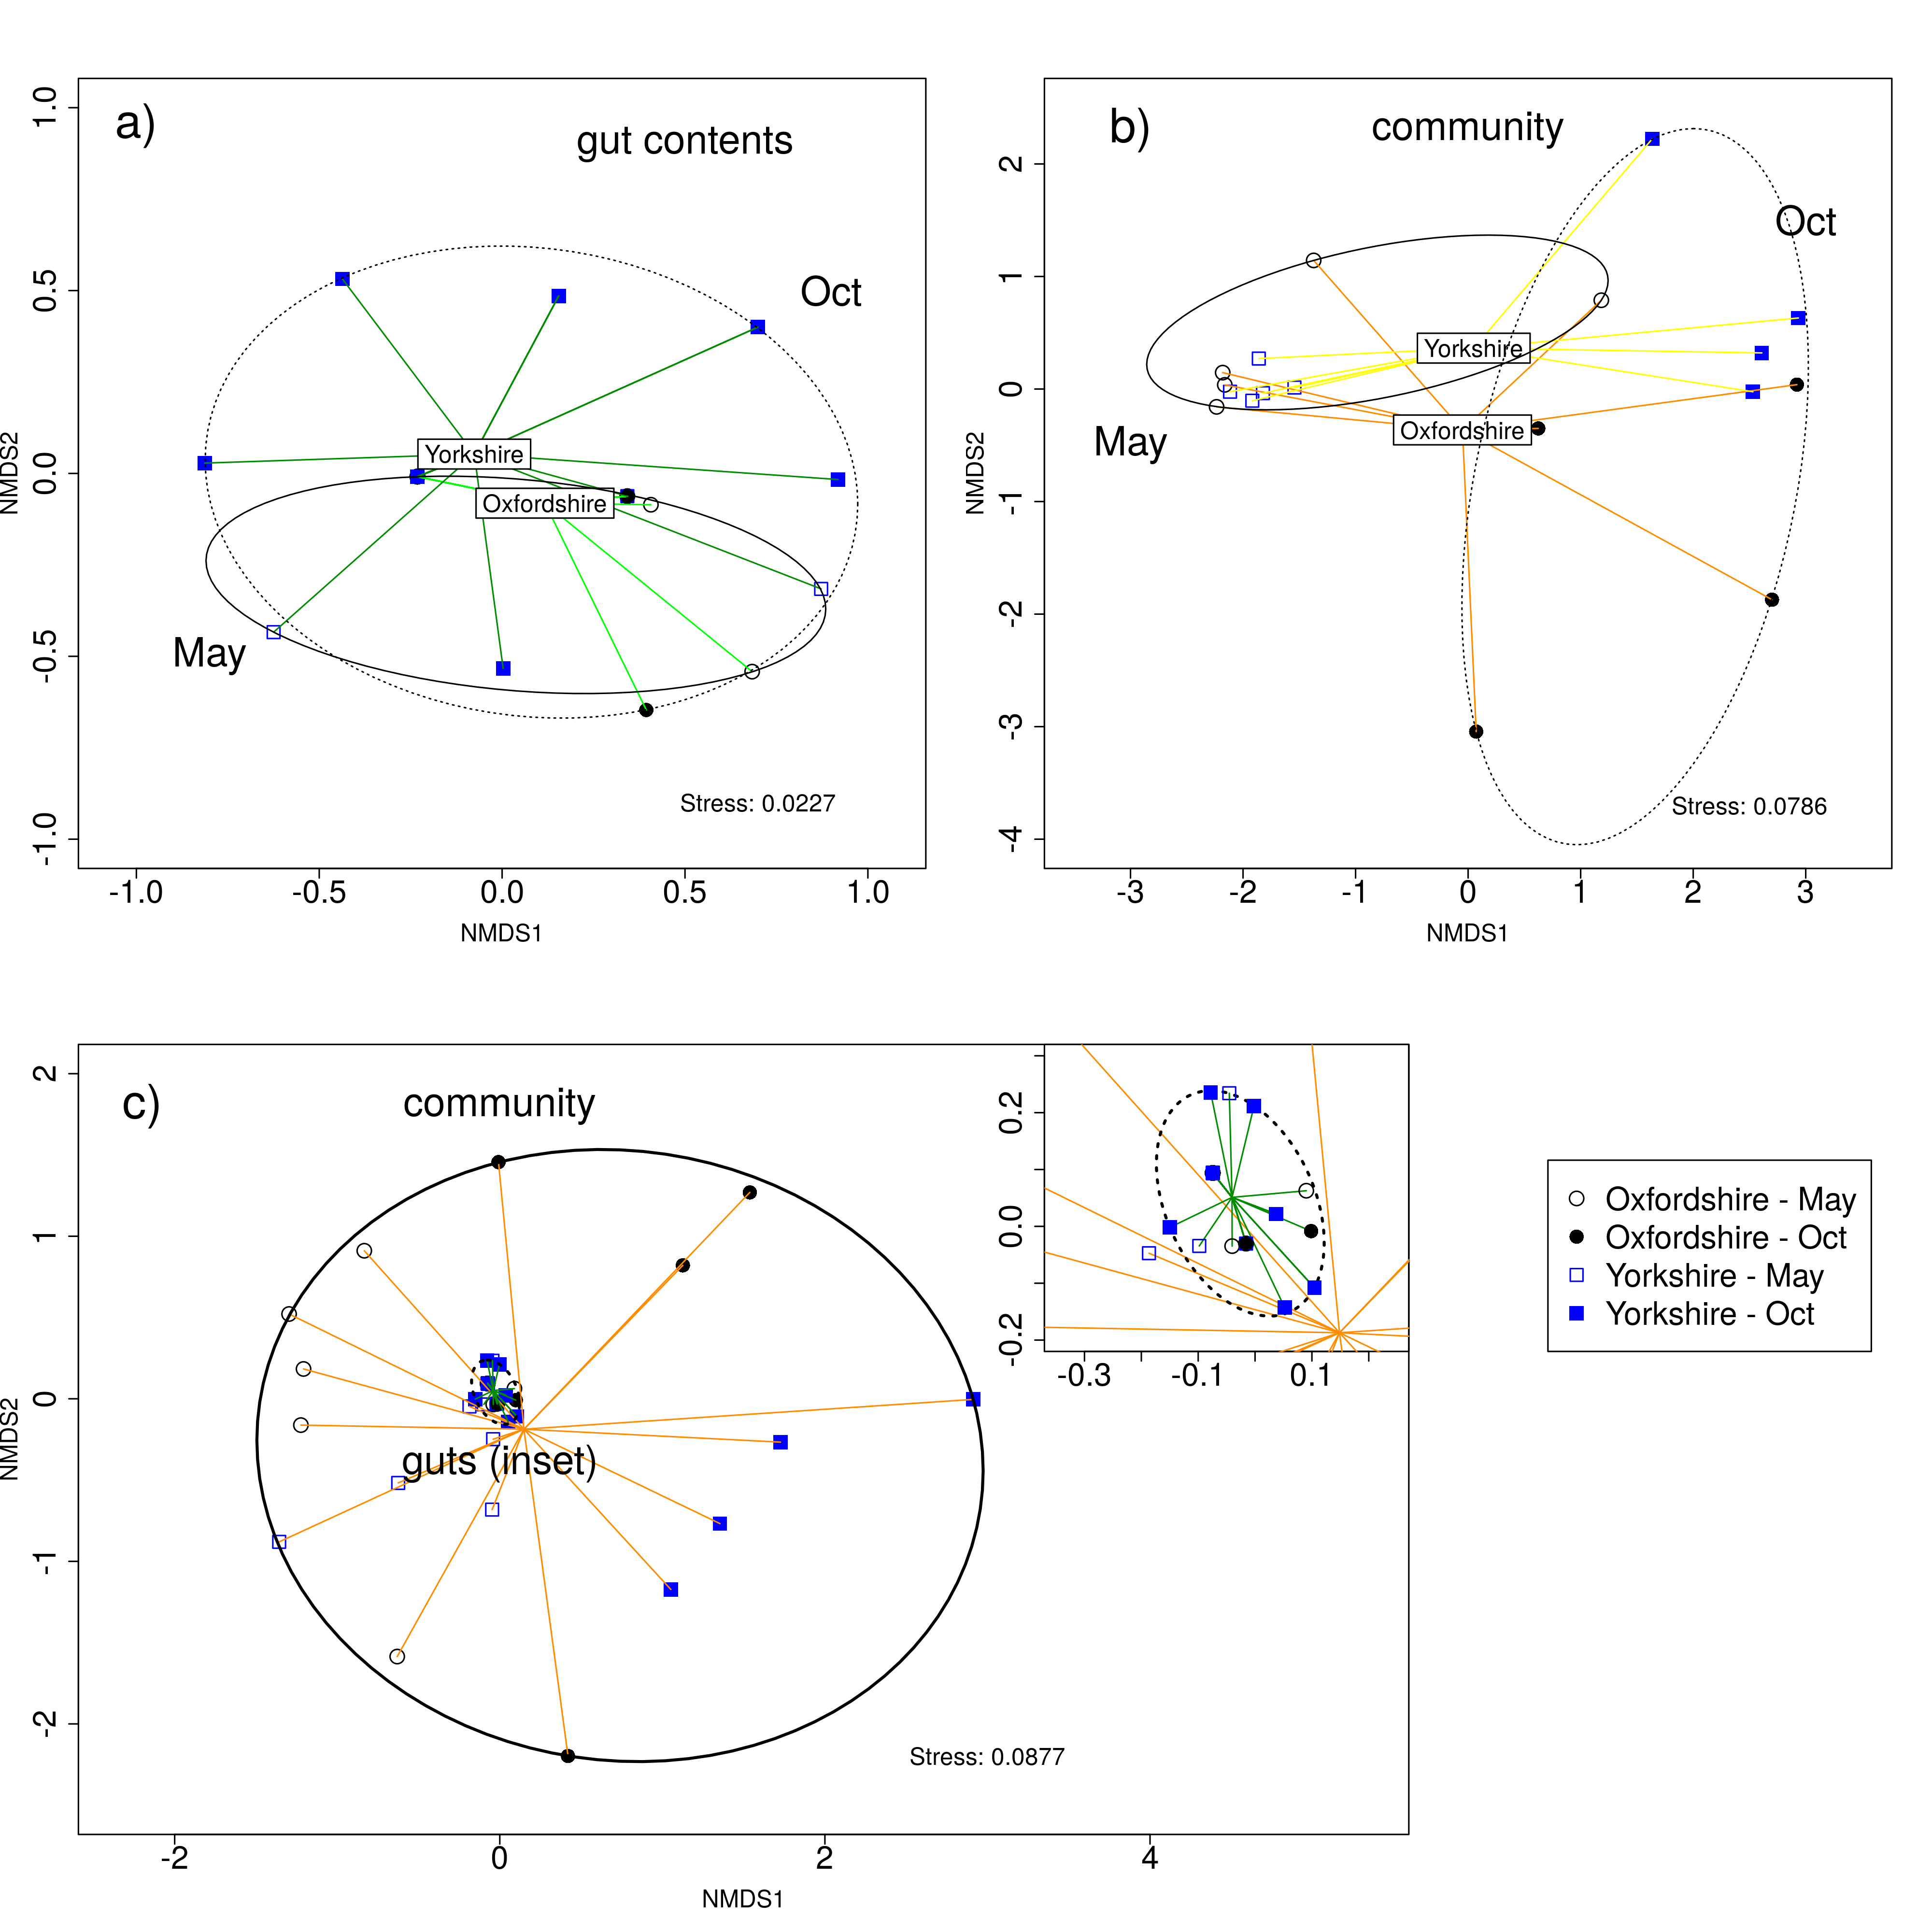 a)
gut contents
Oct
Yorkshire
Oxfordshire
May
Stress: 0.0227
1.0
0.5
0.0
-0.5
-1.0
NMDS2
-1.0 -0.5 0.0 0.5 1.0
NMDS1
b)
community
Oct
Yorkshire
Oxfordshire
May
Stress: 0.0786
2
1
0
-1
-2
-3
-4
NMDS2
-3 -2 -1 0 1 2 3
NMDS1
c)
community
guts (inset)
Stress: 0.0877
2
1
0
-1
-2
NMDS2
-2 0 2 4
NMDS1
0.2
0.0
-0.2
-0.3 -0.1 0.1
Oxfordshire - May
Oxfordshire - Oct
Yorkshire - May
Yorkshire - Oct